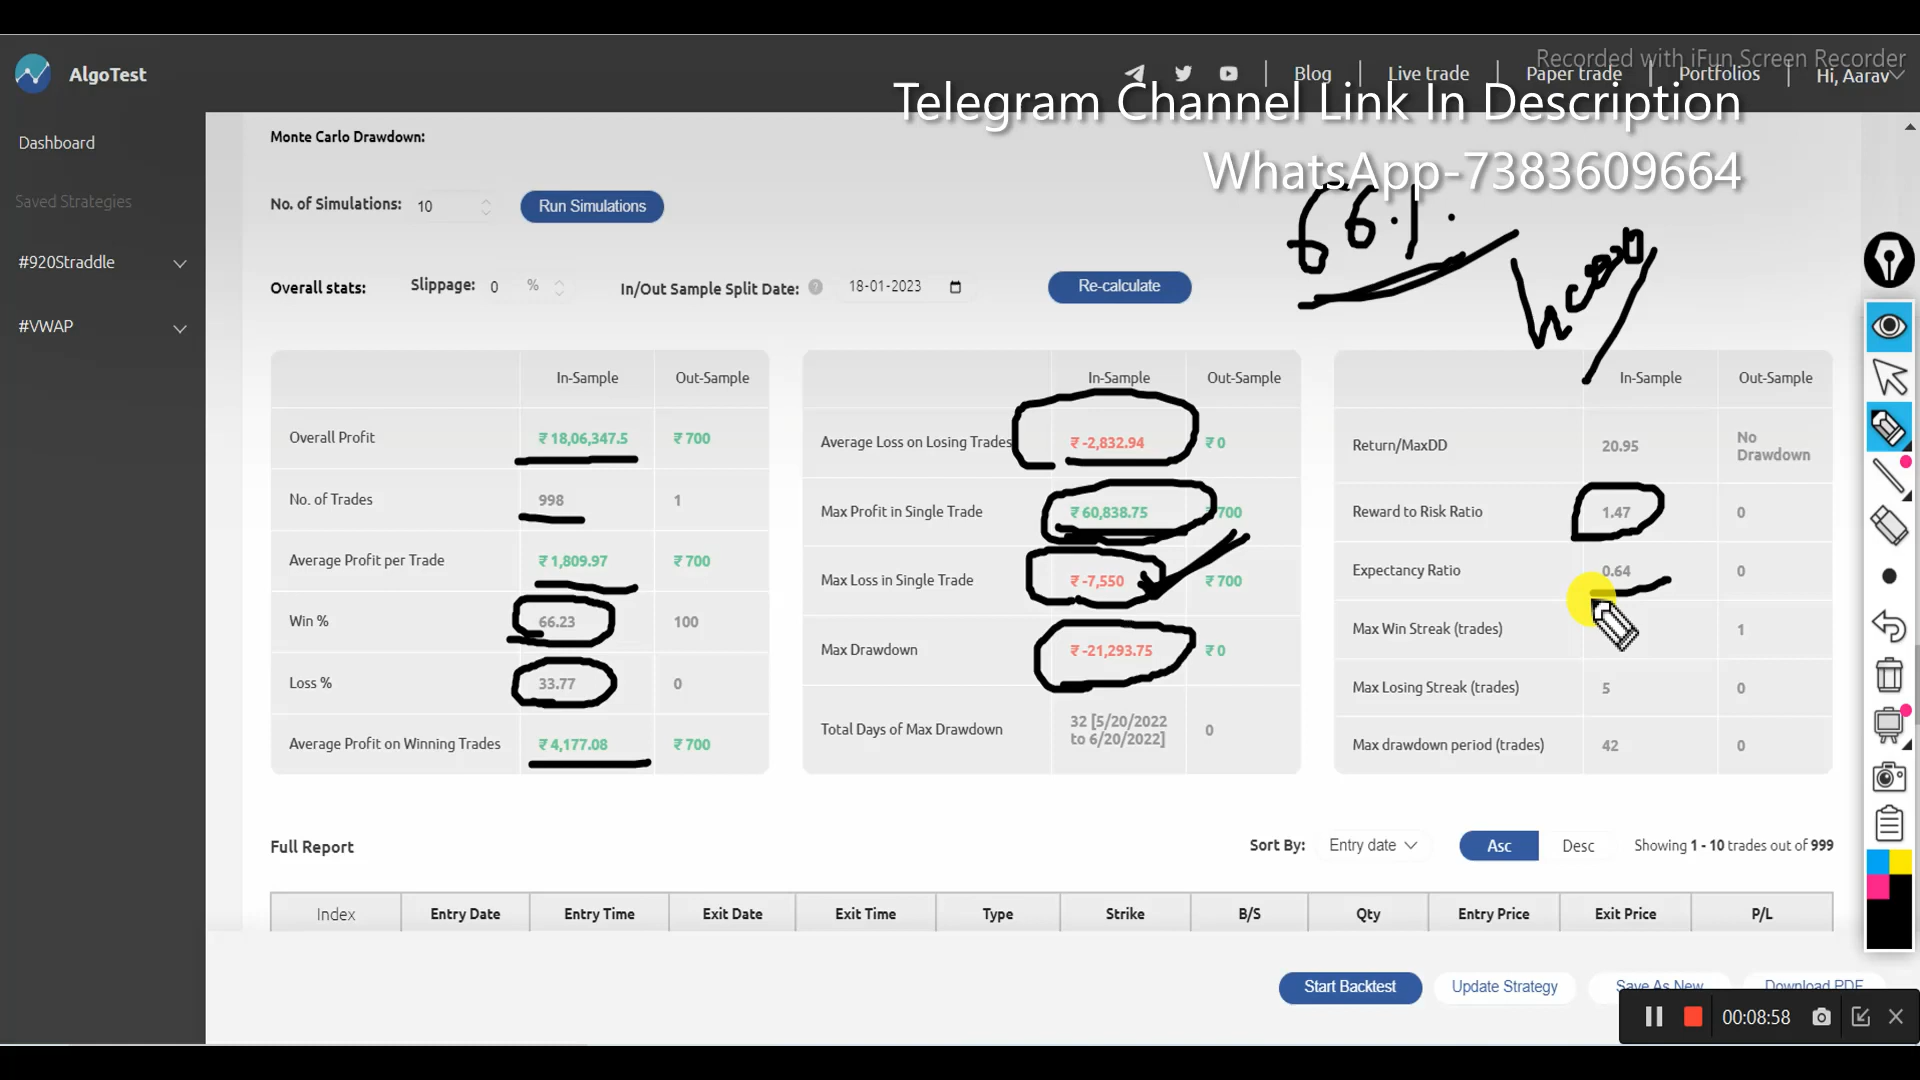 Recorded with iFun Screen Recorder
AlgoTest
Blog
Live trade
Paper trade
Portfolios
Hi, Aarav
Telegram Channel Link In Description
WhatsApp-7383609664
Dashboard
Saved Strategies
#920Straddle
#VWAP
Monte Carlo Drawdown:
No. of Simulations: 10 Run Simulations
66.1.
Overall stats: Slippage: 0 % In/Out Sample Split Date: ? 18-01-2023 Re-calculate
In-Sample Out-Sample
Overall Profit ₹ 18,06,347.5 ₹ 700
No. of Trades 998 1
Average Profit per Trade ₹ 1,809.97 ₹ 700
Win % 66.23 100
Loss % 33.77 0
Average Profit on Winning Trades ₹ 4,177.08 ₹ 700
In-Sample Out-Sample
Average Loss on Losing Trades ₹ -2,832.94 ₹ 0
Max Profit in Single Trade ₹ 60,838.75 ₹ 700
Max Loss in Single Trade ₹ -7,550 ₹ 700
Max Drawdown ₹ -21,293.75 ₹ 0
Total Days of Max Drawdown 32 [5/20/2022 to 6/20/2022] 0
In-Sample Out-Sample
Return/MaxDD 20.95 No Drawdown
Reward to Risk Ratio 1.47 0
Expectancy Ratio 0.64 0
Max Win Streak (trades) 1
Max Losing Streak (trades) 5 0
Max drawdown period (trades) 42 0
Full Report
Sort By: Entry date Asc Desc Showing 1 - 10 trades out of 999
Index Entry Date Entry Time Exit Date Exit Time Type Strike B/S Qty Entry Price Exit Price P/L
Start Backtest Update Strategy Save As New Download PDF
00:08:58